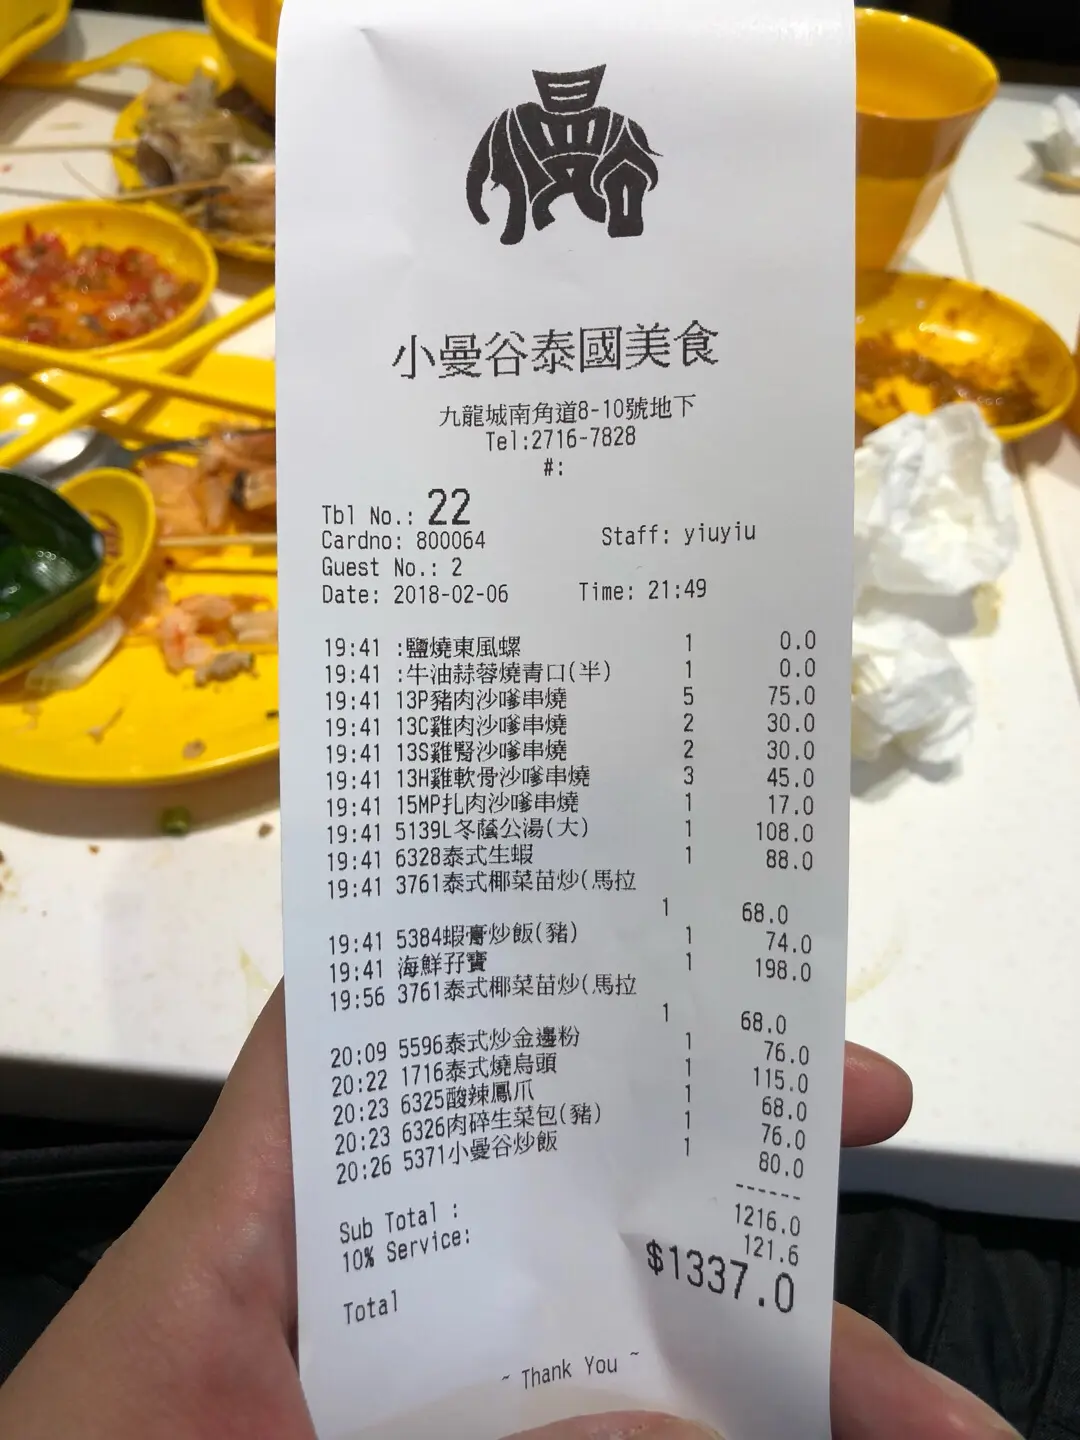 小曼谷
小曼谷泰國美食
九龍城南角道8-10號地下
Tel:2716-7828
#:
Tbl No.: 22
Cardno: 800064 Staff: yiuyiu
Guest No.: 2
Date: 2018-02-06 Time: 21:49
19:41 :鹽燒東風螺 1 0.0
19:41 :牛油蒜蓉燒青口(半) 1 0.0
19:41 13P豬肉沙嗲串燒 5 75.0
19:41 13C雞肉沙嗲串燒 2 30.0
19:41 13S雞腎沙嗲串燒 2 30.0
19:41 13H雞軟骨沙嗲串燒 3 45.0
19:41 15MP扎肉沙嗲串燒 1 17.0
19:41 5139L冬蔭公湯(大) 1 108.0
19:41 6328泰式生蝦 1 88.0
19:41 3761泰式椰菜苗炒(馬拉
1 68.0
19:41 5384蝦膏炒飯(豬) 1 74.0
19:41 海鮮孖寶 1 198.0
19:56 3761泰式椰菜苗炒(馬拉
1 68.0
20:09 5596泰式炒金邊粉 1 76.0
20:22 1716泰式燒烏頭 1 115.0
20:23 6325酸辣鳳爪 1 68.0
20:23 6326肉碎生菜包(豬) 1 76.0
20:26 5371小曼谷炒飯 1 80.0
------
Sub Total : 1216.0
10% Service: 121.6
Total $1337.0
~ Thank You ~